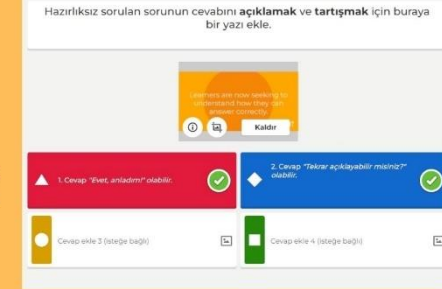 Hazırlıksız sorulan sorunun cevabını açıklamak ve tartışmak için buraya
bir yazı ekle.
Learners are now seeking to
understand how they can
answer correctly
Kaldır
1. Cevap "Evet, anladım!" olabilir.
2. Cevap "Tekrar açıklayabilir misiniz?"
olabilir.
Cevap ekle 3 (isteğe bağlı)
Cevap ekle 4 (isteğe bağlı)